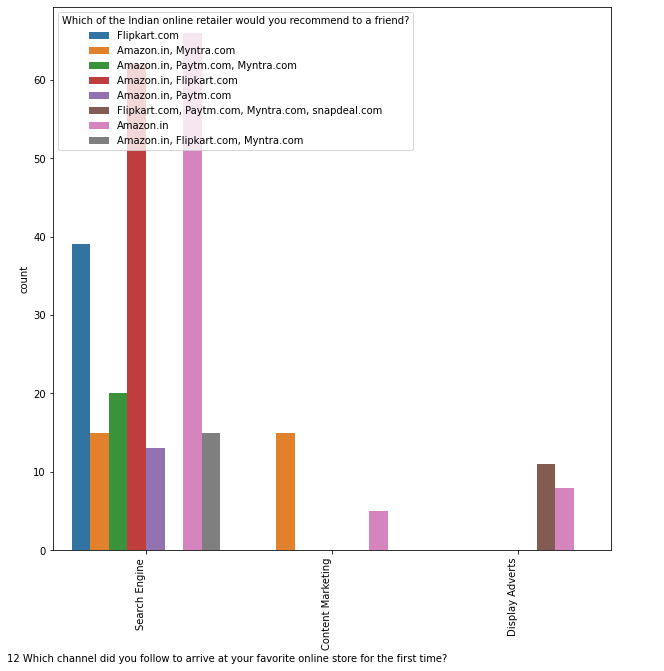 Which of the Indian online retailer would you recommend to a friend?
Flipkart.com
Amazon.in, Myntra.com
Amazon.in, Paytm.com, Myntra.com
Amazon.in, Flipkart.com
Amazon.in, Paytm.com
Flipkart.com, Paytm.com, Myntra.com, snapdeal.com
Amazon.in
Amazon.in, Flipkart.com, Myntra.com
60
50
40
30
20
10
0
count
Search Engine
Content Marketing
Display Adverts
12 Which channel did you follow to arrive at your favorite online store for the first time?